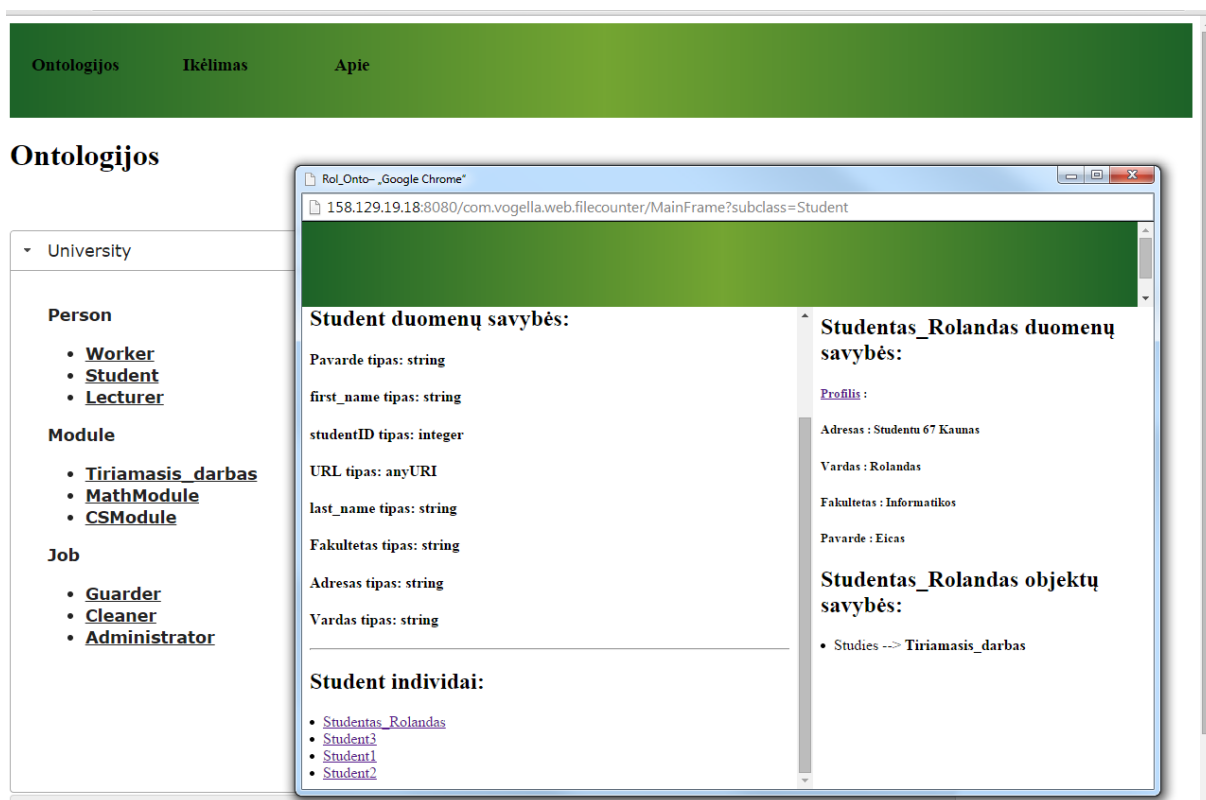 Ontologijos Ikėlimas Apie
Ontologijos
University
Person
Worker
Student
Lecturer
Module
Tiriamasis_darbas
MathModule
CSModule
Job
Guarder
Cleaner
Administrator
Rol_Onto– „Google Chrome“
158.129.19.18:8080/com.vogella.web.filecounter/MainFrame?subclass=Student
Student duomenų savybės:
Pavarde tipas: string
first_name tipas: string
studentID tipas: integer
URL tipas: anyURI
last_name tipas: string
Fakultetas tipas: string
Adresas tipas: string
Vardas tipas: string
Student individai:
Studentas_Rolandas
Student3
Student1
Student2
Studentas_Rolandas duomenų
savybės:
Profilis :
Adresas : Studentu 67 Kaunas
Vardas : Rolandas
Fakultetas : Informatikos
Pavarde : Eicas
Studentas_Rolandas objektų
savybės:
Studies --> Tiriamasis_darbas